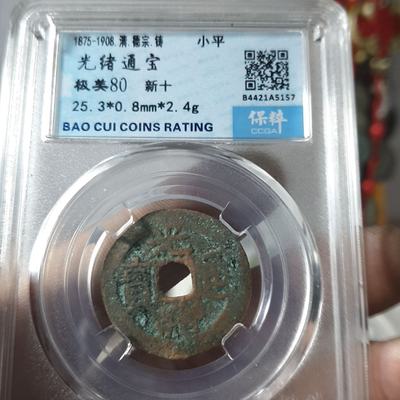 1875-1908.清.德宗.铸 小平
光绪通宝
极美80 新十
25.3*0.8mm*2.4g
B4421A5157
保粹
CCGA
BAO CUI COINS RATING